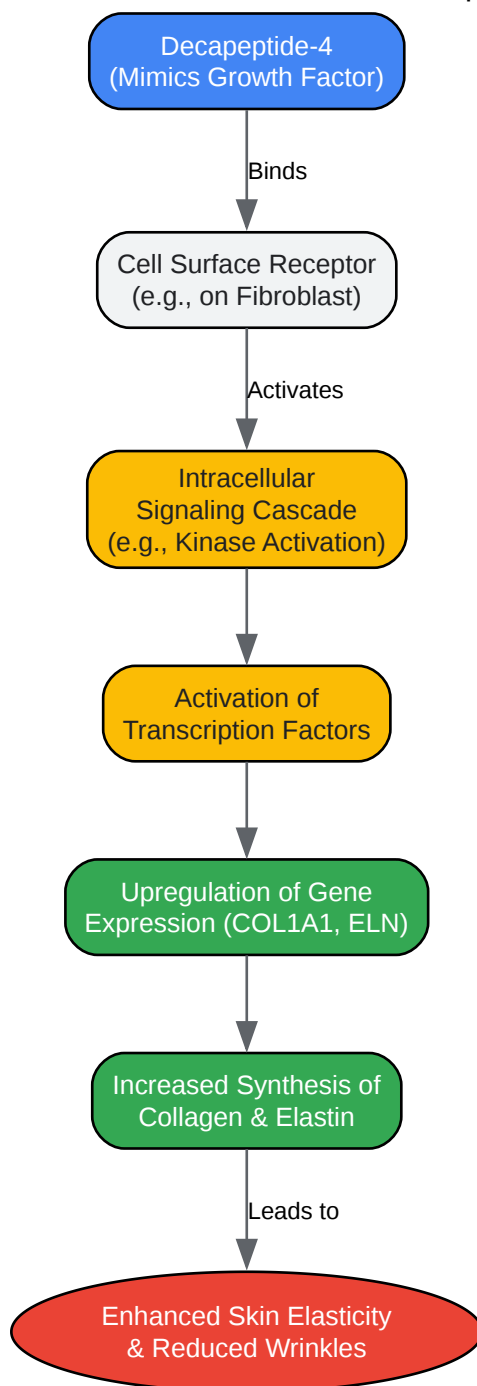 Decapeptide-4
(Mimics Growth Factor)
Binds
Cell Surface Receptor
(e.g., on Fibroblast)
Activates
Intracellular
Signaling Cascade
(e.g., Kinase Activation)
Activation of
Transcription Factors
Upregulation of Gene
Expression (COL1A1, ELN)
Increased Synthesis of
Collagen & Elastin
Leads to
Enhanced Skin Elasticity
& Reduced Wrinkles